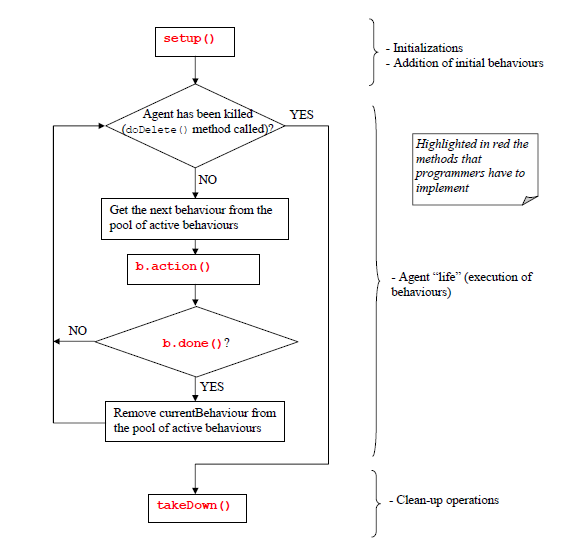 setup()
- Initializations
- Addition of initial behaviours
Agent has been killed
(doDelete() method called)?
YES
NO
Highlighted in red the
methods that
programmers have to
implement
Get the next behaviour from the
pool of active behaviours
b.action()
- Agent “life” (execution of
behaviours)
NO
b.done()?
YES
Remove currentBehaviour from
the pool of active behaviours
takeDown()
- Clean-up operations